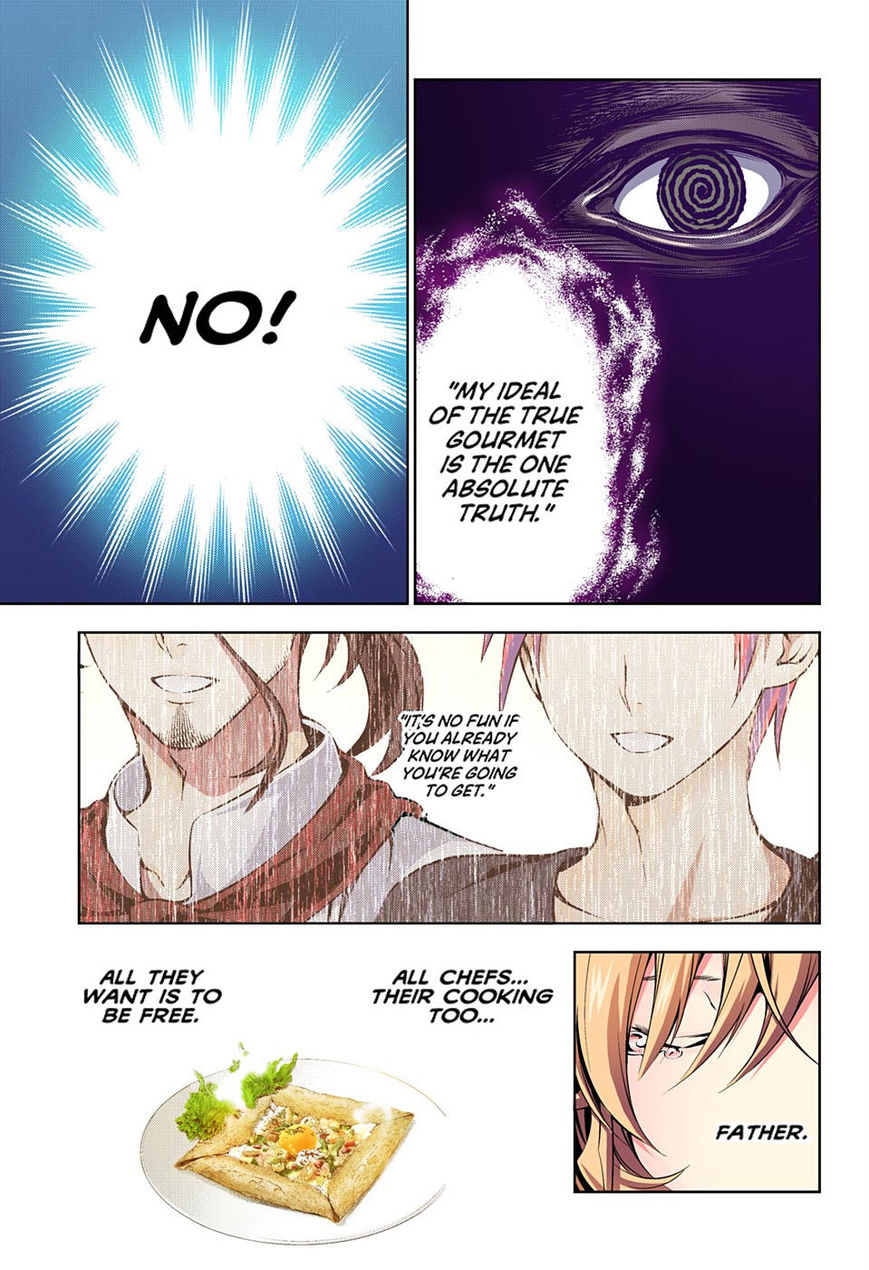 "MY IDEAL
OF THE TRUE
GOURMET
IS THE ONE
ABSOLUTE
TRUTH."
NO!
"IT'S NO FUN IF
YOU ALREADY
KNOW WHAT
YOU'RE GOING
TO GET."
FATHER.
ALL CHEFS...
THEIR COOKING
TOO...
ALL THEY
WANT IS TO
BE FREE.